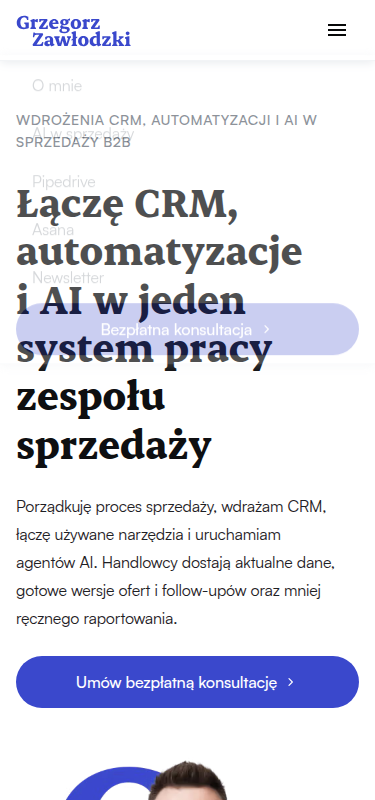 Grzegorz
Zawłodzki
O mnie
WDROŻENIA CRM, AUTOMATYZACJI I AI W
AI w sprzedaży
SPRZEDAŻY B2B
Pipedrive
Łączę CRM,
Asana
automatyzacje
Newsletter
i AI w jeden
Bezpłatna konsultacja
system pracy
zespołu
sprzedaży
Porządkuję proces sprzedaży, wdrażam CRM,
łączę używane narzędzia i uruchamiam
agentów AI. Handlowcy dostają aktualne dane,
gotowe wersje ofert i follow-upów oraz mniej
ręcznego raportowania.
Umów bezpłatną konsultację